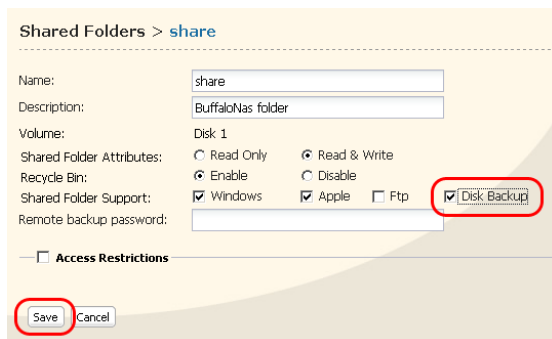 Shared Folders > share
Name: share
Description: BuffaloNas folder
Volume: Disk 1
Shared Folder Attributes: Read Only Read & Write
Recycle Bin: Enable Disable
Shared Folder Support: Windows Apple Ftp Disk Backup
Remote backup password:
Access Restrictions
Save Cancel